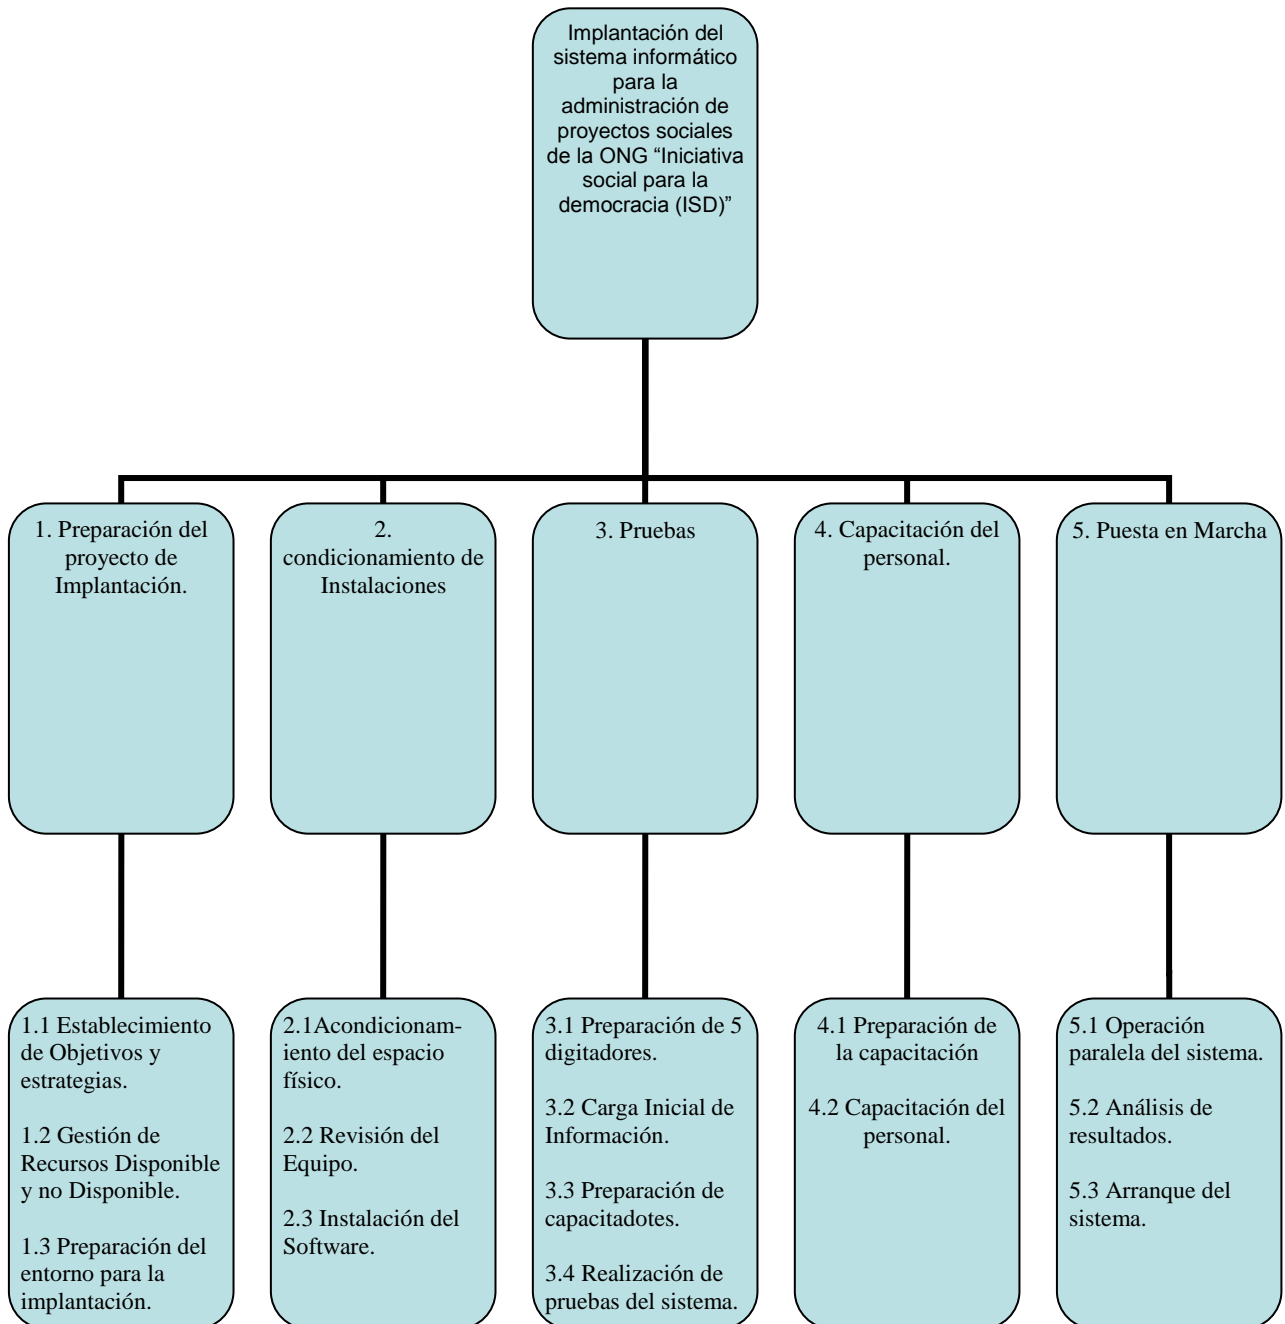 Implantación del
sistema informático
para la
administración de
proyectos sociales
de la ONG “Iniciativa
social para la
democracia (ISD)”
1. Preparación del
proyecto de
Implantación.
2.
condicionamiento de
Instalaciones
3. Pruebas
4. Capacitación del
personal.
5. Puesta en Marcha
1.1 Establecimiento
de Objetivos y
estrategias.
1.2 Gestión de
Recursos Disponible
y no Disponible.
1.3 Preparación del
entorno para la
implantación.
2.1Acondicionam-
iento del espacio
físico.
2.2 Revisión del
Equipo.
2.3 Instalación del
Software.
3.1 Preparación de 5
digitadores.
3.2 Carga Inicial de
Información.
3.3 Preparación de
capacitadotes.
3.4 Realización de
pruebas del sistema.
4.1 Preparación de
la capacitación
4.2 Capacitación del
personal.
5.1 Operación
paralela del sistema.
5.2 Análisis de
resultados.
5.3 Arranque del
sistema.